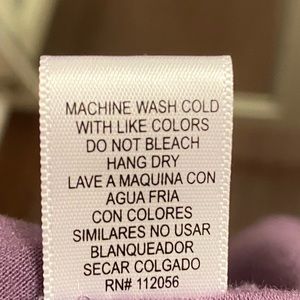 MACHINE WASH COLD
WITH LIKE COLORS
DO NOT BLEACH
HANG DRY
LAVE A MAQUINA CON
AGUA FRIA
CON COLORES
SIMILARES NO USAR
BLANQUEADOR
SECAR COLGADO
RN# 112056